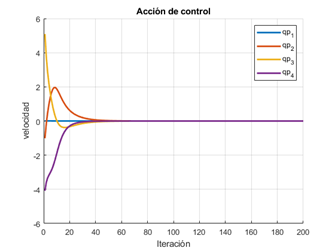 Acción de control
6
qp1
qp2
4
qp3
qp4
2
0
-2
-4
-6
velocidad
0 20 40 60 80 100 120 140 160 180 200
Iteración